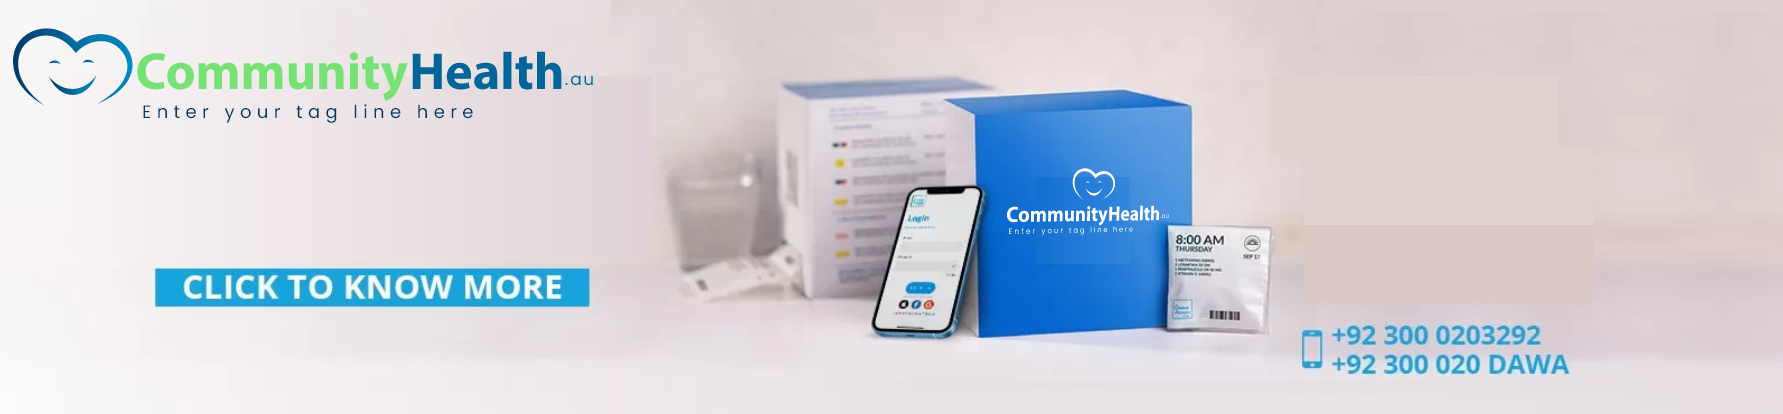 CommunityHealth.au
Enter your tag line here
CLICK TO KNOW MORE
Login
CommunityHealth.au
Enter your tag line here
8:00 AM
THURSDAY
SEP 17
+92 300 0203292
+92 300 020 DAWA